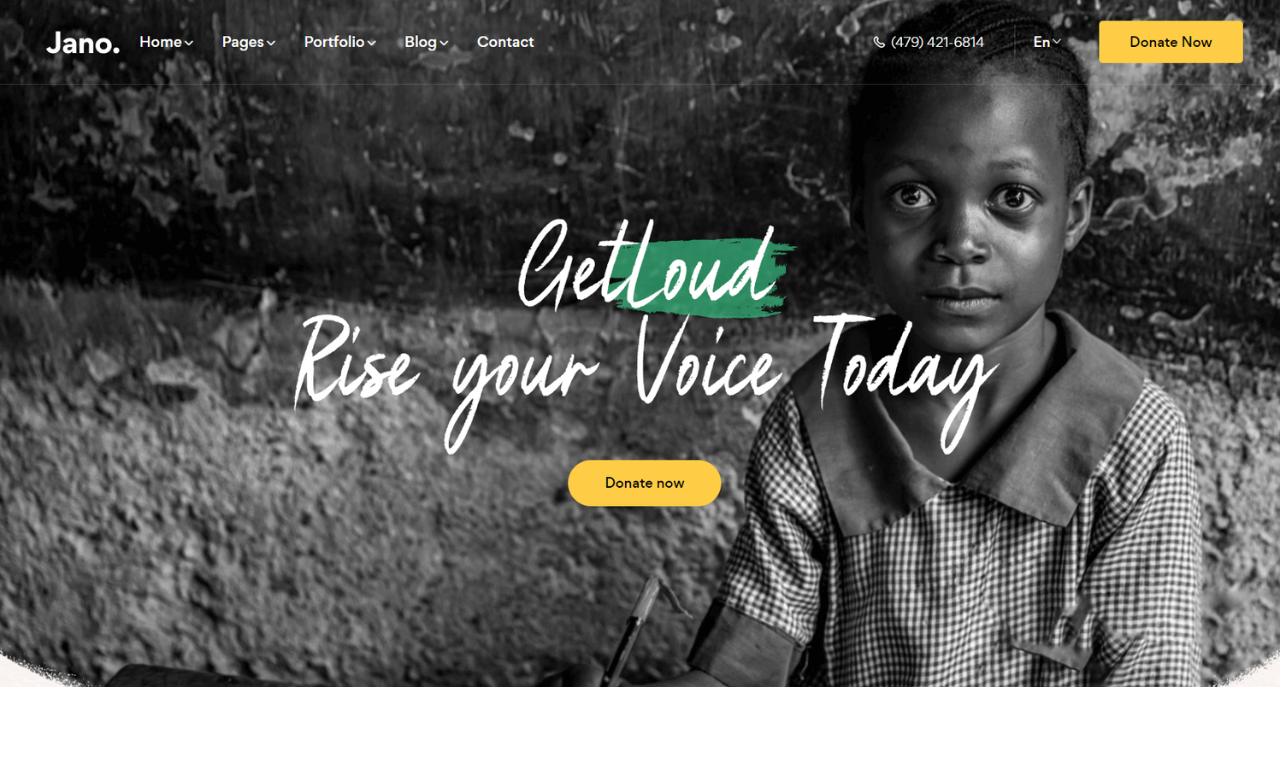 Jano. Home Pages Portfolio Blog Contact (479) 421-6814 En Donate Now
Get Loud
Rise your Voice Today
Donate now